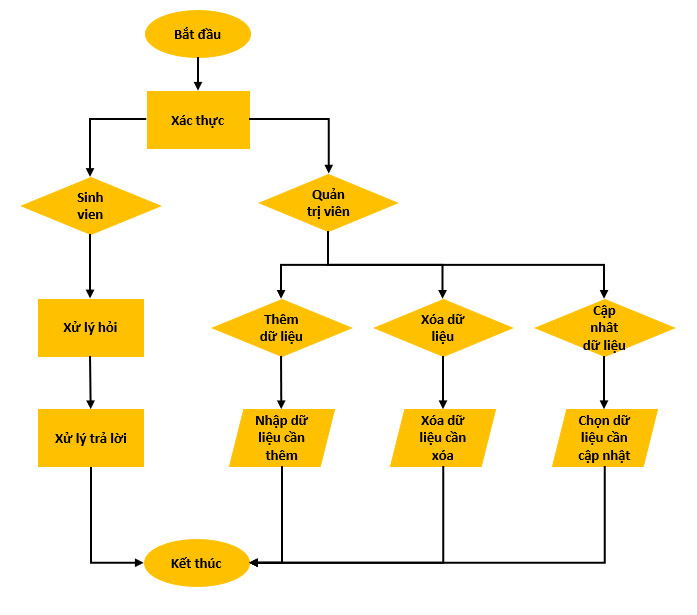 Bắt đầu
Xác thực
Sinh
vien
Quản
trị viên
Xử lý hỏi
Thêm
dữ liệu
Xóa dữ
liệu
Cập
nhât
dữ liệu
Xử lý trả lời
Nhập dữ
liệu cần
thêm
Xóa dữ
liệu cần
xóa
Chọn dữ
liệu cần
cập nhật
Kết thúc